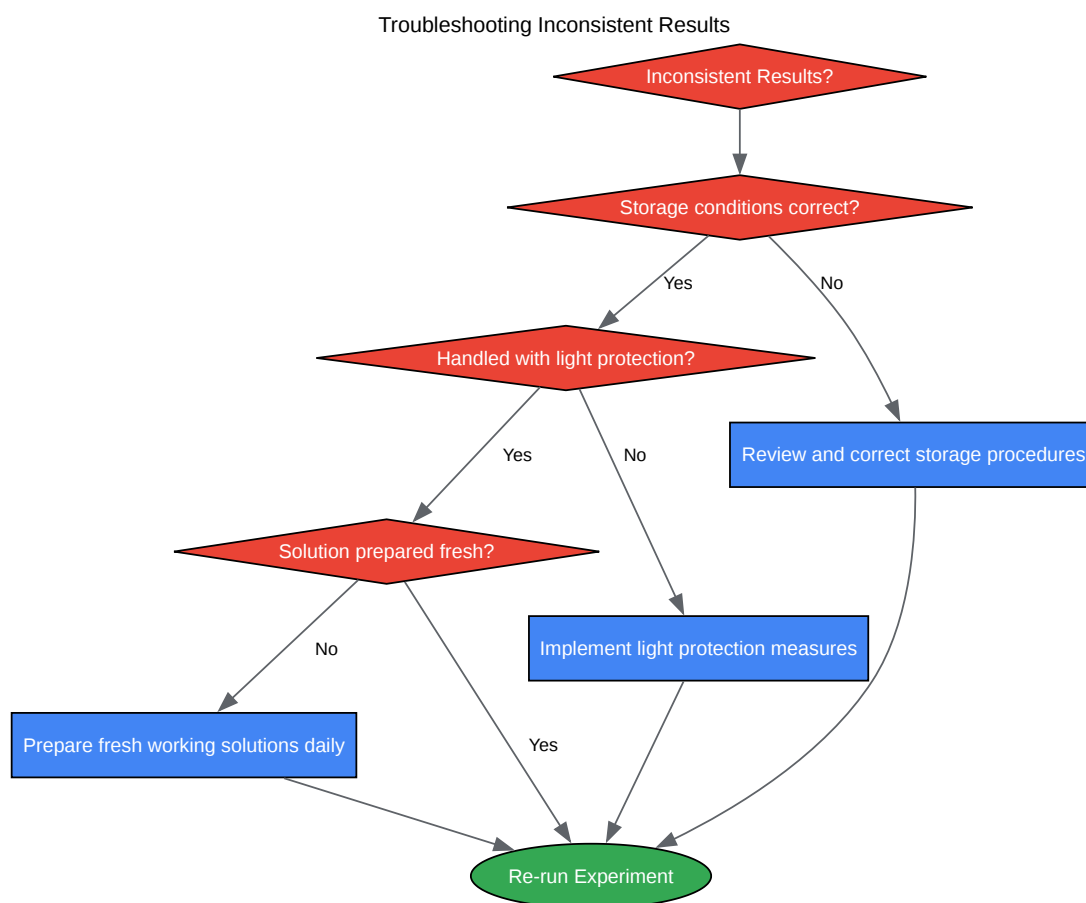 Troubleshooting Inconsistent Results
Inconsistent Results?
Storage conditions correct?
Yes
No
Handled with light protection?
Yes
No
Review and correct storage procedures
Solution prepared fresh?
No
Implement light protection measures
Prepare fresh working solutions daily
Yes
Re-run Experiment